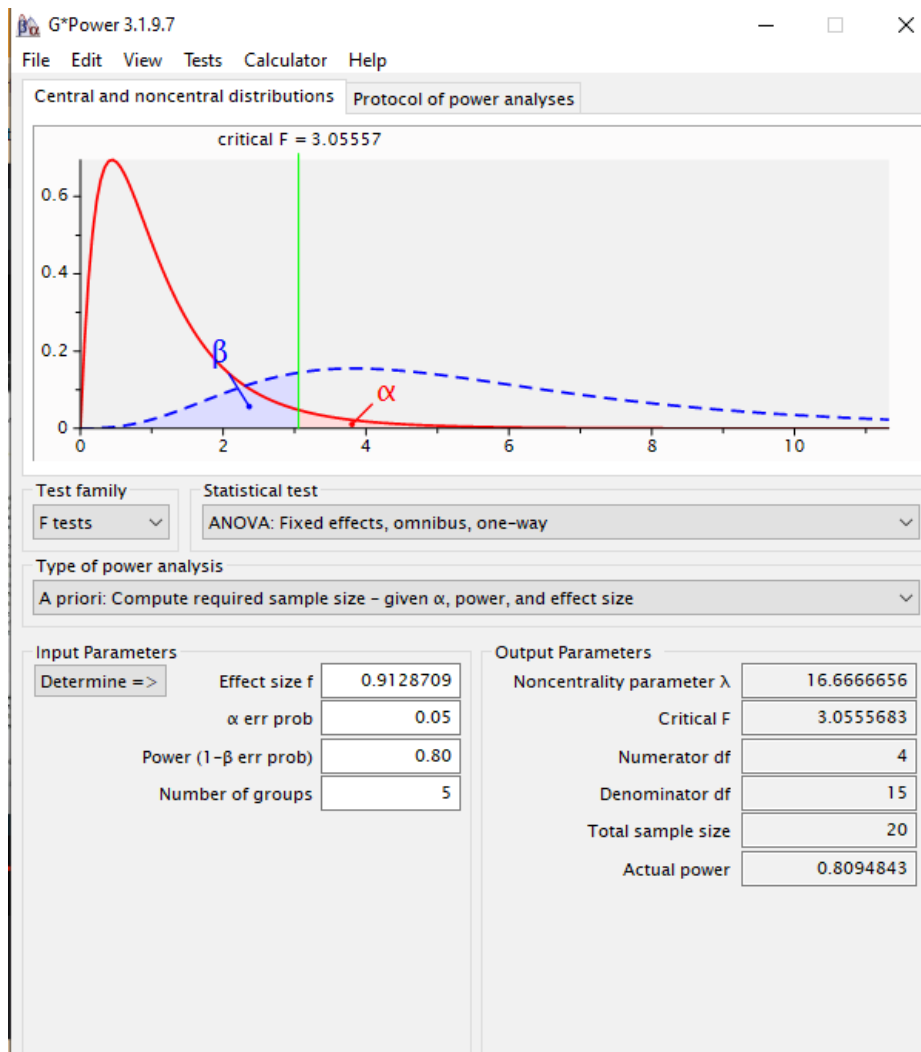 G*Power 3.1.9.7
File Edit View Tests Calculator Help
Central and noncentral distributions Protocol of power analyses
critical F = 3.05557
0.6
0.4
0.2
0
β
α
0 2 4 6 8 10
Test family Statistical test
F tests ANOVA: Fixed effects, omnibus, one-way
Type of power analysis
A priori: Compute required sample size – given α, power, and effect size
Input Parameters Output Parameters
Determine => Effect size f 0.9128709 Noncentrality parameter λ 16.6666656
α err prob 0.05 Critical F 3.0555683
Power (1-β err prob) 0.80 Numerator df 4
Number of groups 5 Denominator df 15
Total sample size 20
Actual power 0.8094843